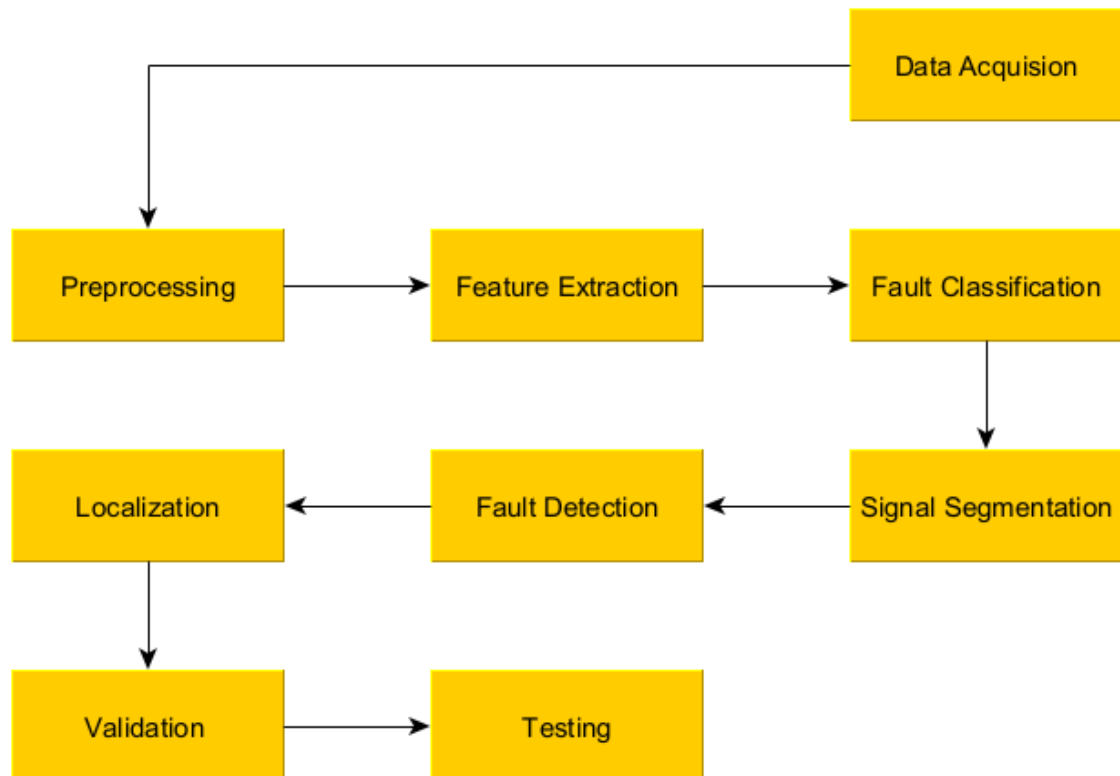 Data Acquision
Preprocessing
Feature Extraction
Fault Classification
Localization
Fault Detection
Signal Segmentation
Validation
Testing